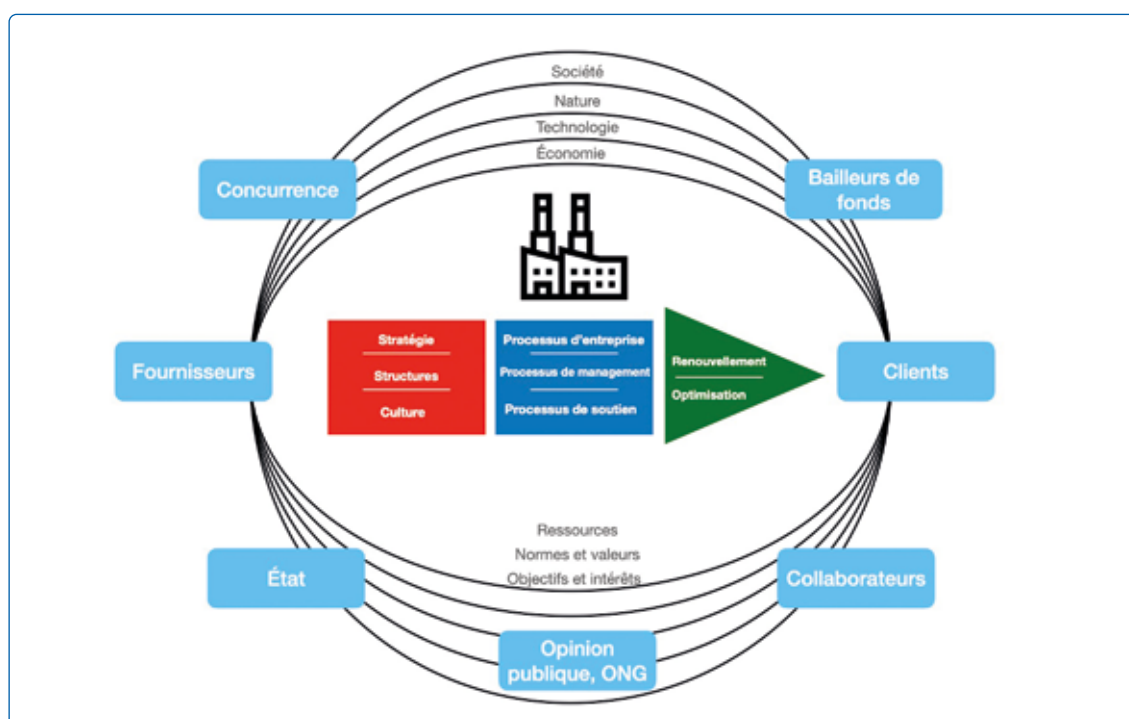 Société
Nature
Technologie
Économie
Concurrence
Bailleurs de
fonds
Fournisseurs
Stratégie
Structures
Culture
Processus d'entreprise
Processus de management
Processus de soutien
Renouvellement
Optimisation
Clients
Ressources
Normes et valeurs
Objectifs et intérêts
État
Collaborateurs
Opinion
publique, ONG